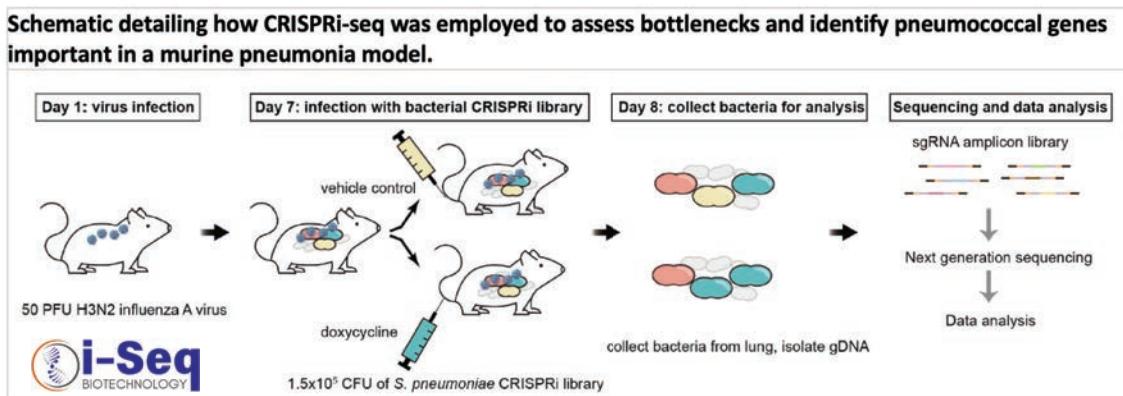 Schematic detailing how CRISPRi-seq was employed to assess bottlenecks and identify pneumococcal genes
important in a murine pneumonia model.
Day 1: virus infection
Day 7: infection with bacterial CRISPRi library
Day 8: collect bacteria for analysis
Sequencing and data analysis
sgRNA amplicon library
vehicle control
Next generation sequencing
50 PFU H3N2 influenza A virus
doxycycline
Data analysis
collect bacteria from lung, isolate gDNA
1.5x10⁵ CFU of S. pneumoniae CRISPRi library
i-Seq
BIOTECHNOLOGY